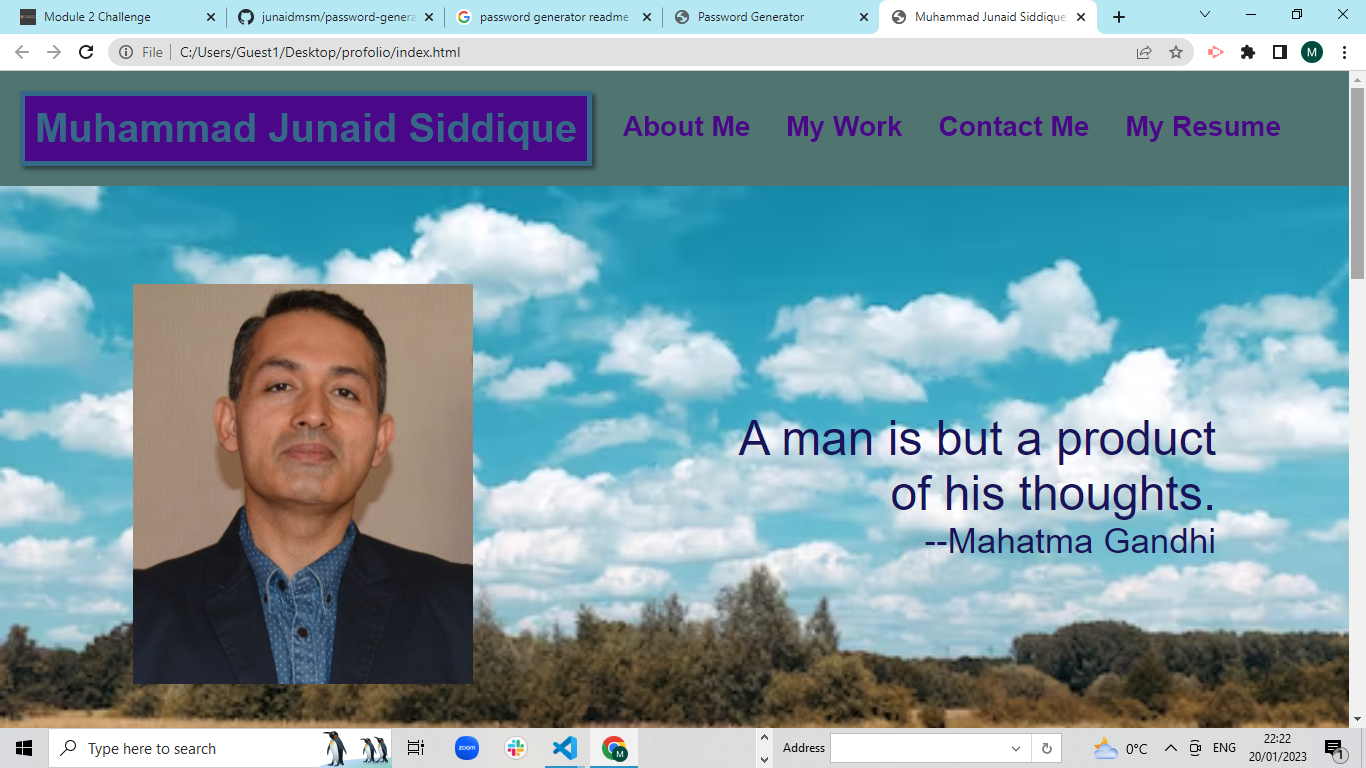 Module 2 Challenge
junaidmsm/password-genera
password generator readme
Password Generator
Muhammad Junaid Siddique
File
C:/Users/Guest1/Desktop/profolio/index.html
M
Muhammad Junaid Siddique
About Me
My Work
Contact Me
My Resume
A man is but a product
of his thoughts.
--Mahatma Gandhi
Type here to search
zoom
M
Address
0°C
ENG
22:22
20/01/2023
1